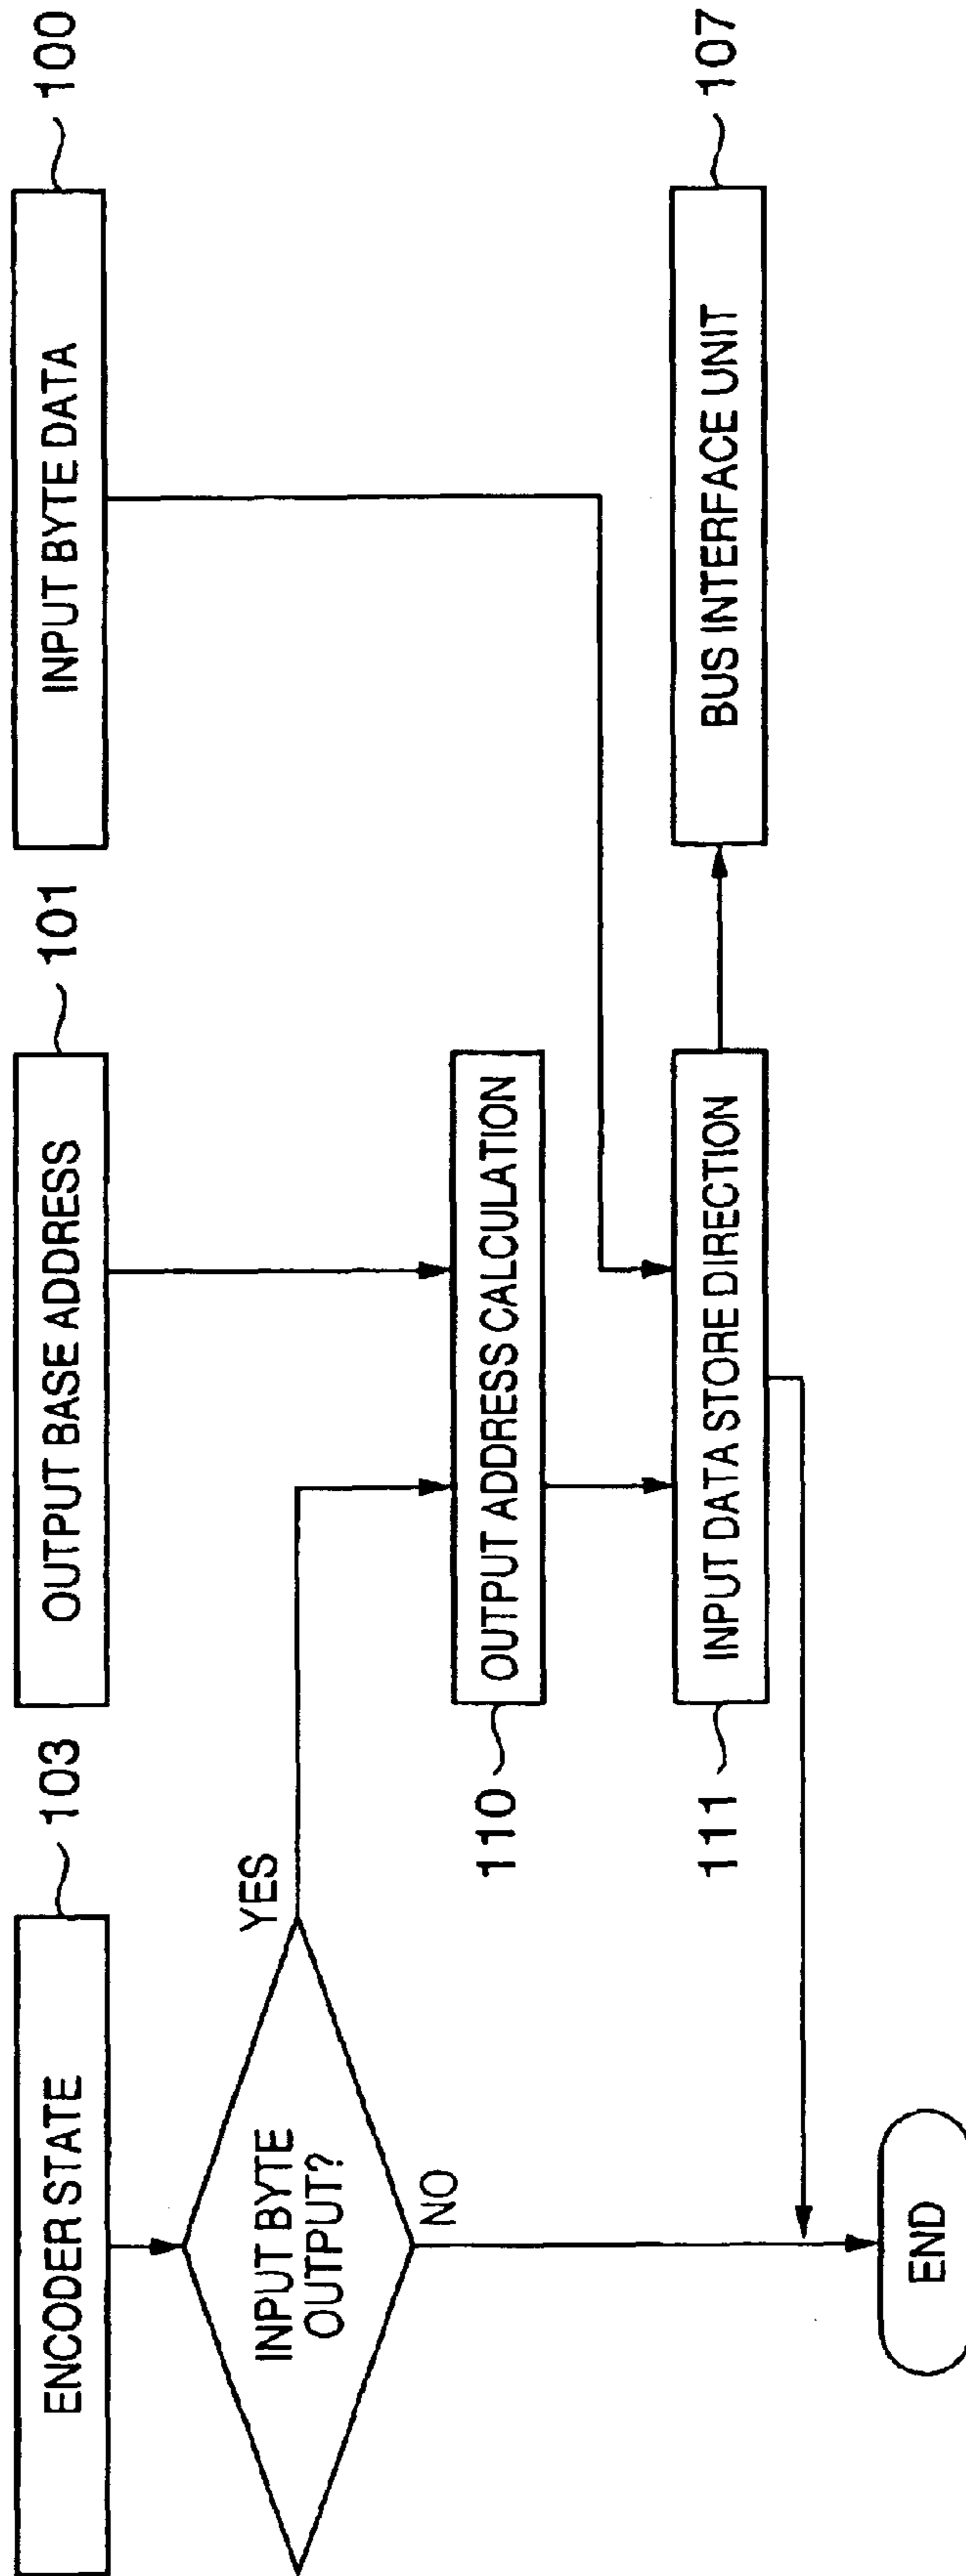 ENCODER STATE
103
OUTPUT BASE ADDRESS
101
INPUT BYTE DATA
100
INPUT BYTE
OUTPUT?
YES
NO
110
OUTPUT ADDRESS CALCULATION
111
INPUT DATA STORE DIRECTION
BUS INTERFACE UNIT
107
END